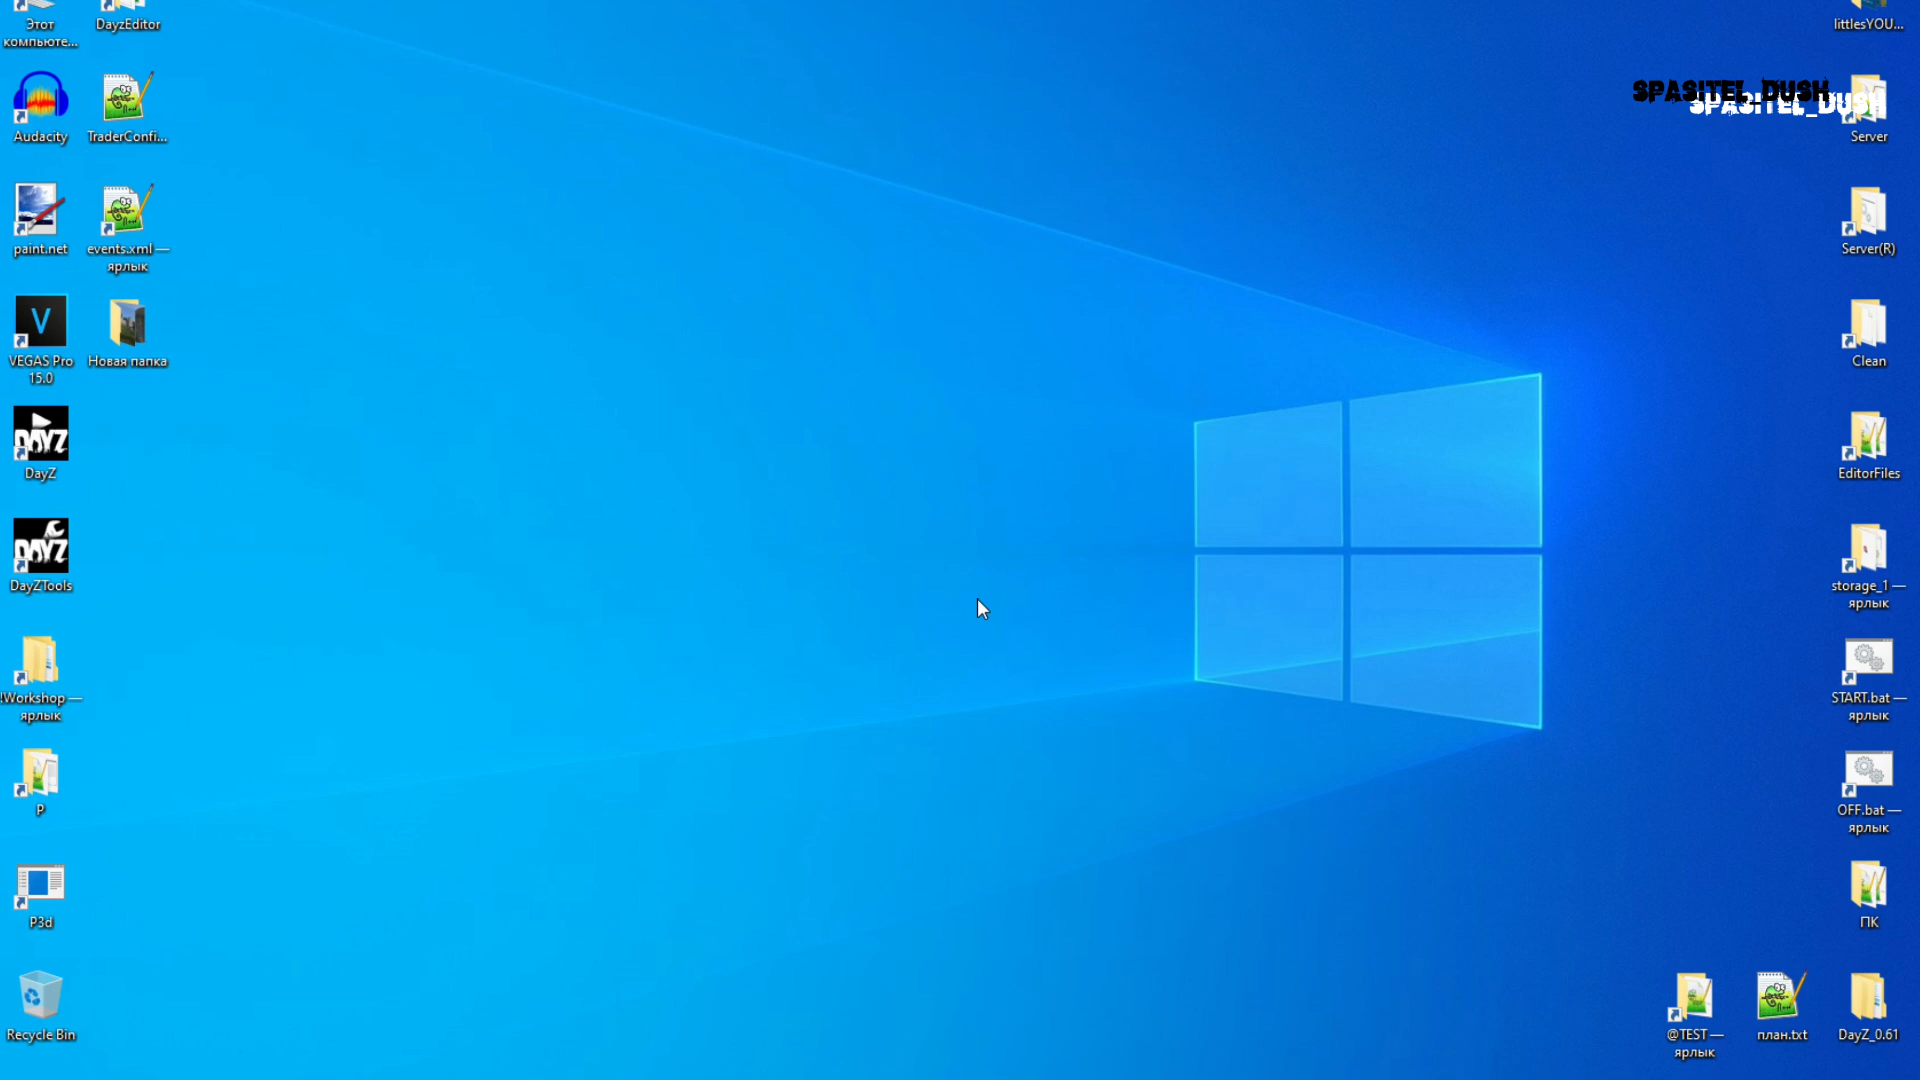 Этот
компьюте...
DayzEditor
littlesYOU...
SPASITEL_DUSH
SPASITEL_DUSH
Audacity
TraderConfi...
Server
paint.net
events.xml —
ярлык
Server(R)
V
VEGAS Pro
15.0
Новая папка
Clean
DAYZ
DayZ
EditorFiles
DAYZ
DayZTools
storage_1 —
ярлык
!Workshop —
ярлык
START.bat —
ярлык
p
OFF.bat —
ярлык
P3d
ПК
Recycle Bin
@TEST —
ярлык
план.txt
DayZ_0.61